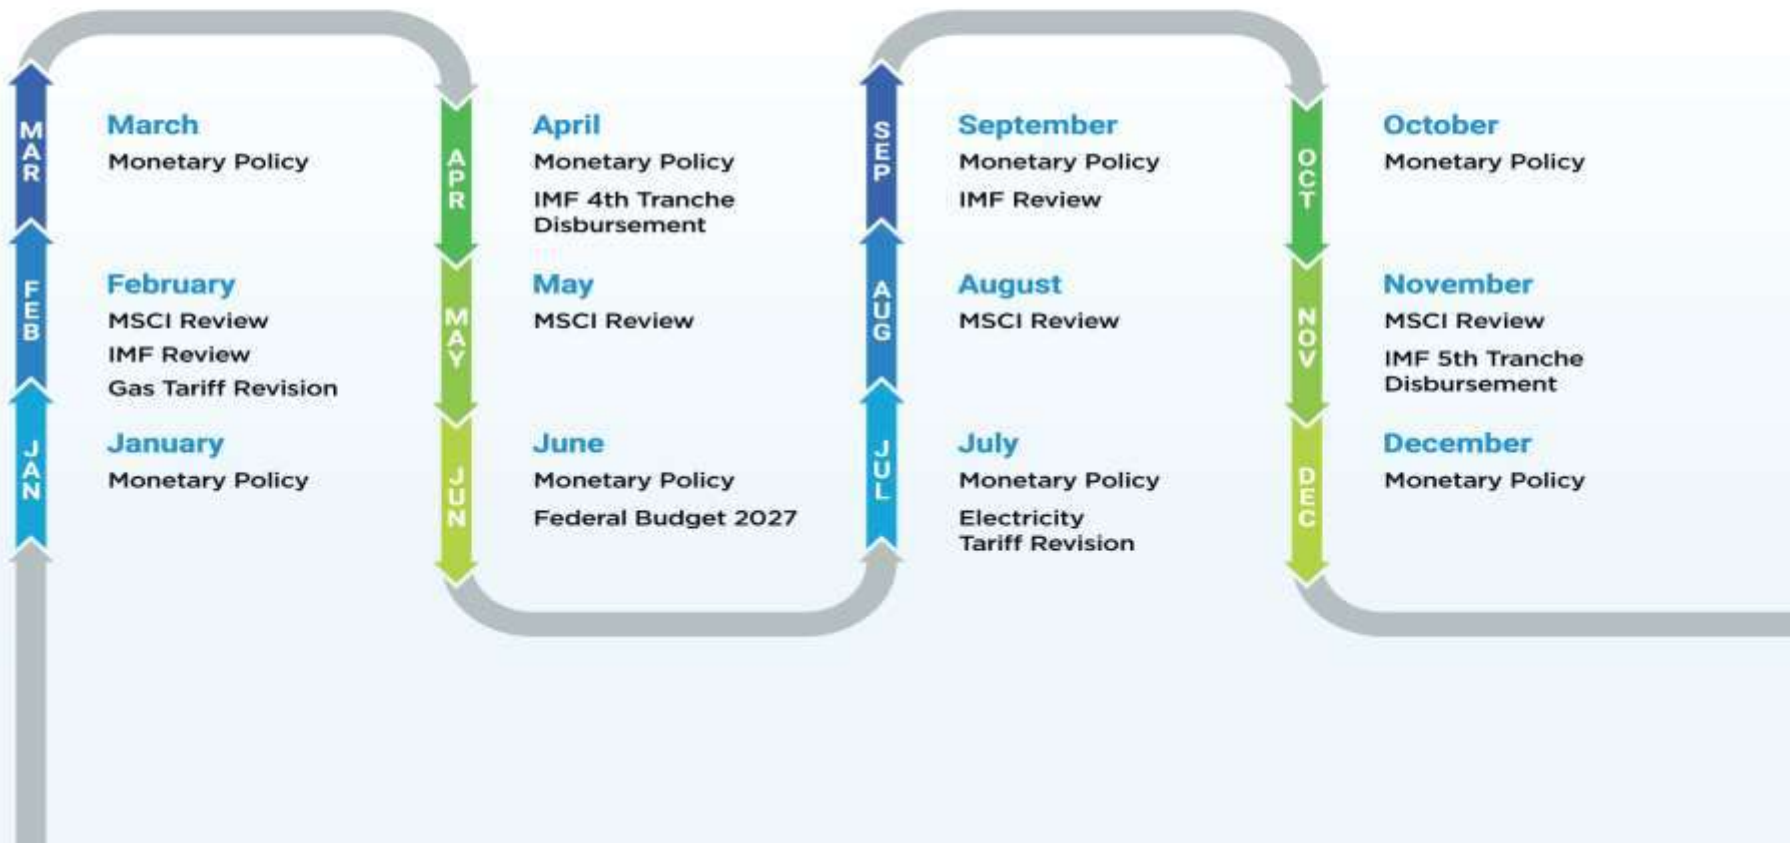 MAR
March
Monetary Policy
FEB
February
MSCI Review
IMF Review
Gas Tariff Revision
JAN
January
Monetary Policy
APR
April
Monetary Policy
IMF 4th Tranche
Disbursement
MAY
May
MSCI Review
JUN
June
Monetary Policy
Federal Budget 2027
SEP
September
Monetary Policy
IMF Review
AUG
August
MSCI Review
JUL
July
Monetary Policy
Electricity
Tariff Revision
OCT
October
Monetary Policy
NOV
November
MSCI Review
IMF 5th Tranche
Disbursement
DEC
December
Monetary Policy